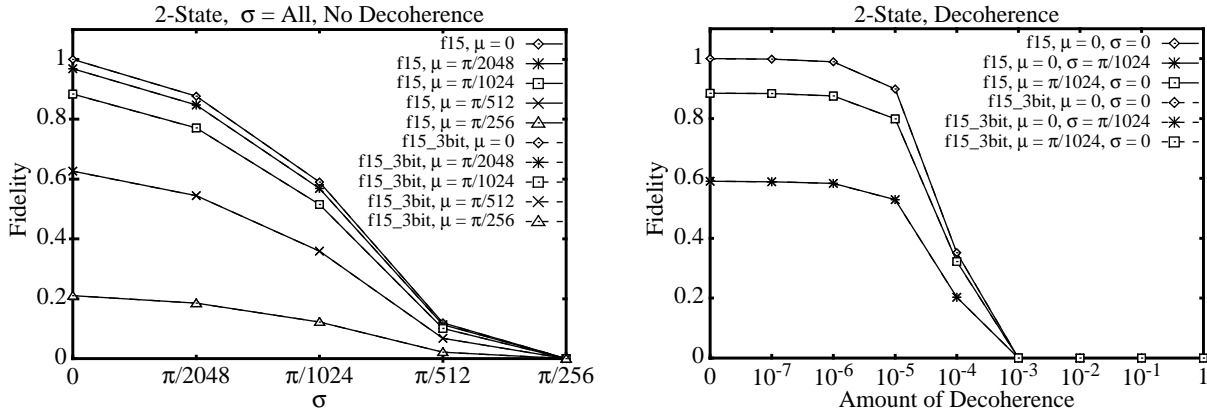 2-State, σ = All, No Decoherence
1
0.8
0.6
0.4
0.2
0
Fidelity
0
π/2048
π/1024
π/512
π/256
σ
f15, μ = 0
f15, μ = π/2048
f15, μ = π/1024
f15, μ = π/512
f15, μ = π/256
f15_3bit, μ = 0
f15_3bit, μ = π/2048
f15_3bit, μ = π/1024
f15_3bit, μ = π/512
f15_3bit, μ = π/256
2-State, Decoherence
1
0.8
0.6
0.4
0.2
0
Fidelity
0
10⁻⁷
10⁻⁶
10⁻⁵
10⁻⁴
10⁻³
10⁻²
10⁻¹
1
Amount of Decoherence
f15, μ = 0, σ = 0
f15, μ = 0, σ = π/1024
f15, μ = π/1024, σ = 0
f15_3bit, μ = 0, σ = 0
f15_3bit, μ = 0, σ = π/1024
f15_3bit, μ = π/1024, σ = 0